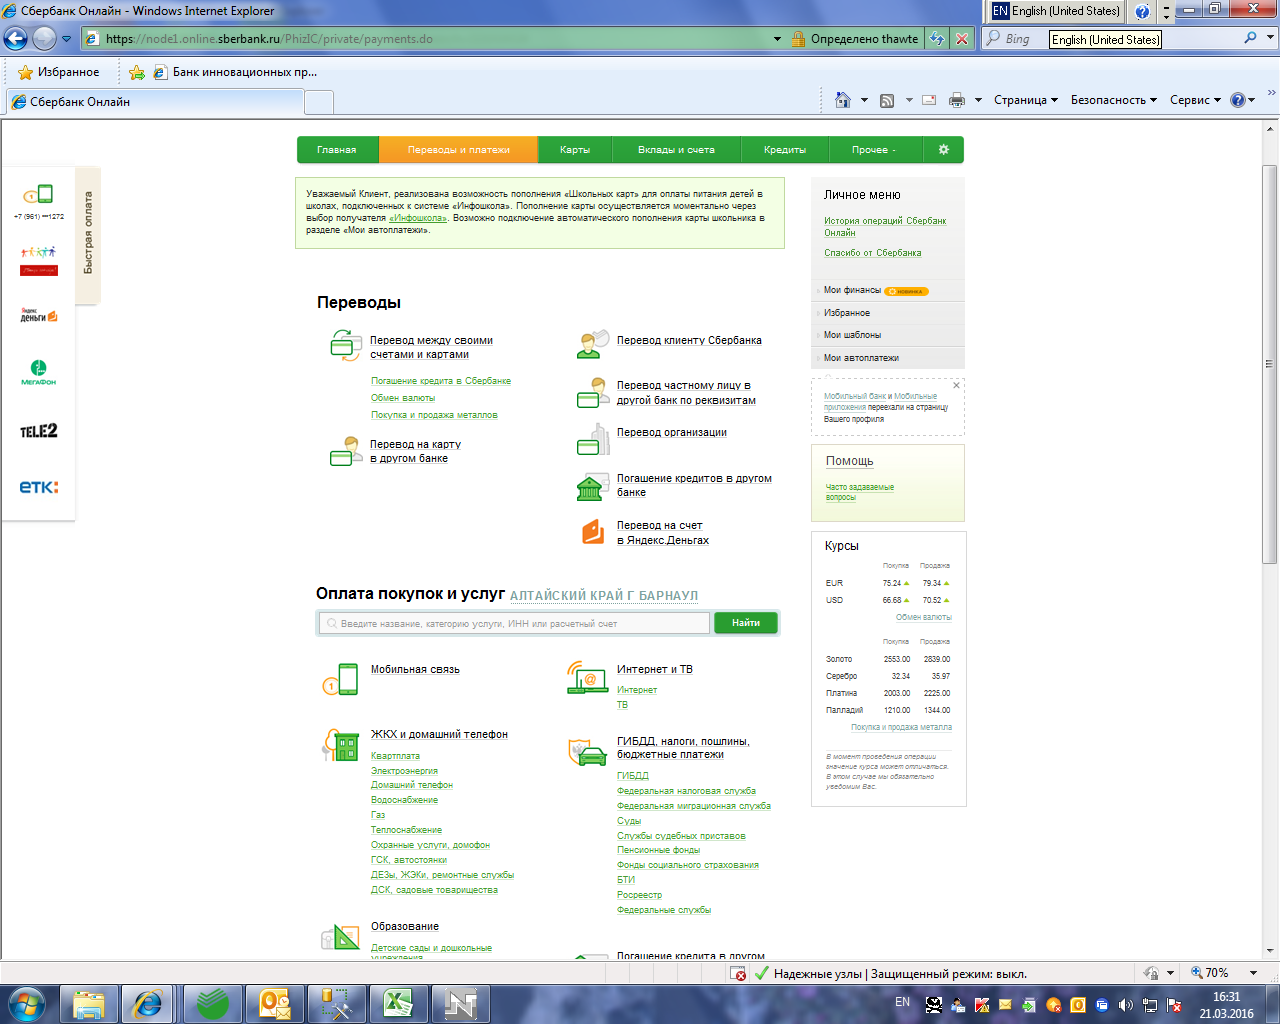 Сбербанк Онлайн - Windows Internet Explorer
EN English (United States)
https://node1.online.sberbank.ru/PhizIC/private/payments.do
Определено thawte
Bing
English (United States)
Избранное
Банк инновационных пр...
Сбербанк Онлайн
Страница
Безопасность
Сервис
Главная
Переводы и платежи
Карты
Вклады и счета
Кредиты
Прочее
Быстрая оплата
+7 (961) •••1272
Яндекс
деньги
МЕГАФОН
TELE2
ЕТК:
Уважаемый Клиент, реализована возможность пополнения «Школьных карт» для оплаты питания детей в
школах, подключенных к системе «Инфошкола». Пополнение карты осуществляется моментально через
выбор получателя «Инфошкола». Возможно подключение автоматического пополнения карты школьника в
разделе «Мои автоплатежи».
Переводы
Перевод между своими
счетами и картами
Погашение кредита в Сбербанке
Обмен валюты
Покупка и продажа металлов
Перевод на карту
в другом банке
Перевод клиенту Сбербанка
Перевод частному лицу в
другой банк по реквизитам
Перевод организации
Погашение кредитов в другом
банке
Перевод на счет
в Яндекс.Деньгах
Оплата покупок и услуг АЛТАЙСКИЙ КРАЙ Г БАРНАУЛ
Введите название, категорию услуги, ИНН или расчетный счет
Найти
Мобильная связь
Интернет и ТВ
Интернет
ТВ
ЖКХ и домашний телефон
Квартплата
Электроэнергия
Домашний телефон
Водоснабжение
Газ
Теплоснабжение
Охранные услуги, домофон
ГСК, автостоянки
ДЕЗы, ЖЭКи, ремонтные службы
ДСК, садовые товарищества
ГИБДД, налоги, пошлины,
бюджетные платежи
ГИБДД
Федеральная налоговая служба
Федеральная миграционная служба
Суды
Службы судебных приставов
Пенсионные фонды
Фонды социального страхования
БТИ
Росреестр
Федеральные службы
Образование
Детские сады и дошкольные
учреждения
Погашение кредита в другом
Личное меню
История операций Сбербанк
Онлайн
Спасибо от Сбербанка
Мои финансы НОВИНКА
Избранное
Мои шаблоны
Мои автоплатежи
Мобильный банк и Мобильные
приложения переехали на страницу
Вашего профиля
Помощь
Часто задаваемые
вопросы
Курсы
Покупка Продажа
EUR 75.24 79.34
USD 66.68 70.52
Обмен валюты
Покупка Продажа
Золото 2553.00 2839.00
Серебро 32.34 35.97
Платина 2003.00 2225.00
Палладий 1210.00 1344.00
Покупка и продажа металла
В момент проведения операции
значение курса может отличаться.
В этом случае мы обязательно
уведомим Вас.
Надежные узлы | Защищенный режим: выкл.
70%
EN
16:31
21.03.2016